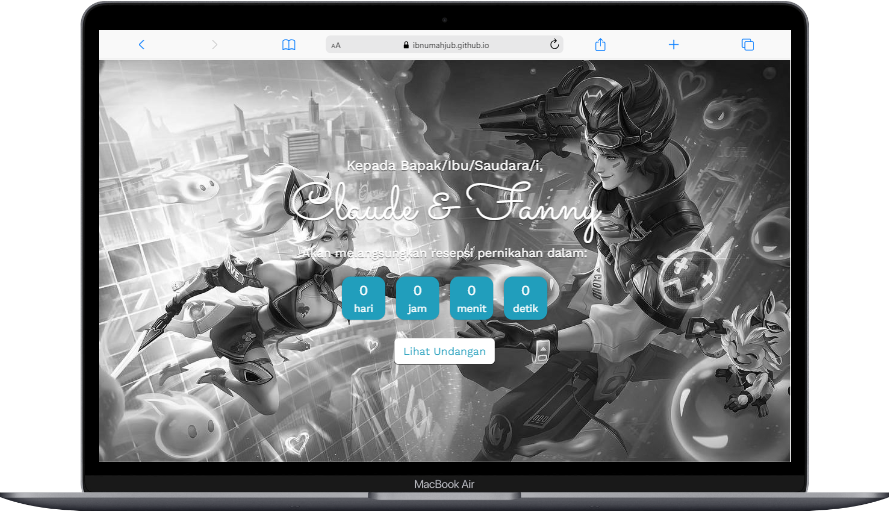 AA ibnumahjub.github.io
Kepada Bapak/Ibu/Saudara/i,
Claude & Fanny
Akan melangsungkan resepsi pernikahan dalam:
0 0 0 0
hari jam menit detik
Lihat Undangan
MacBook Air